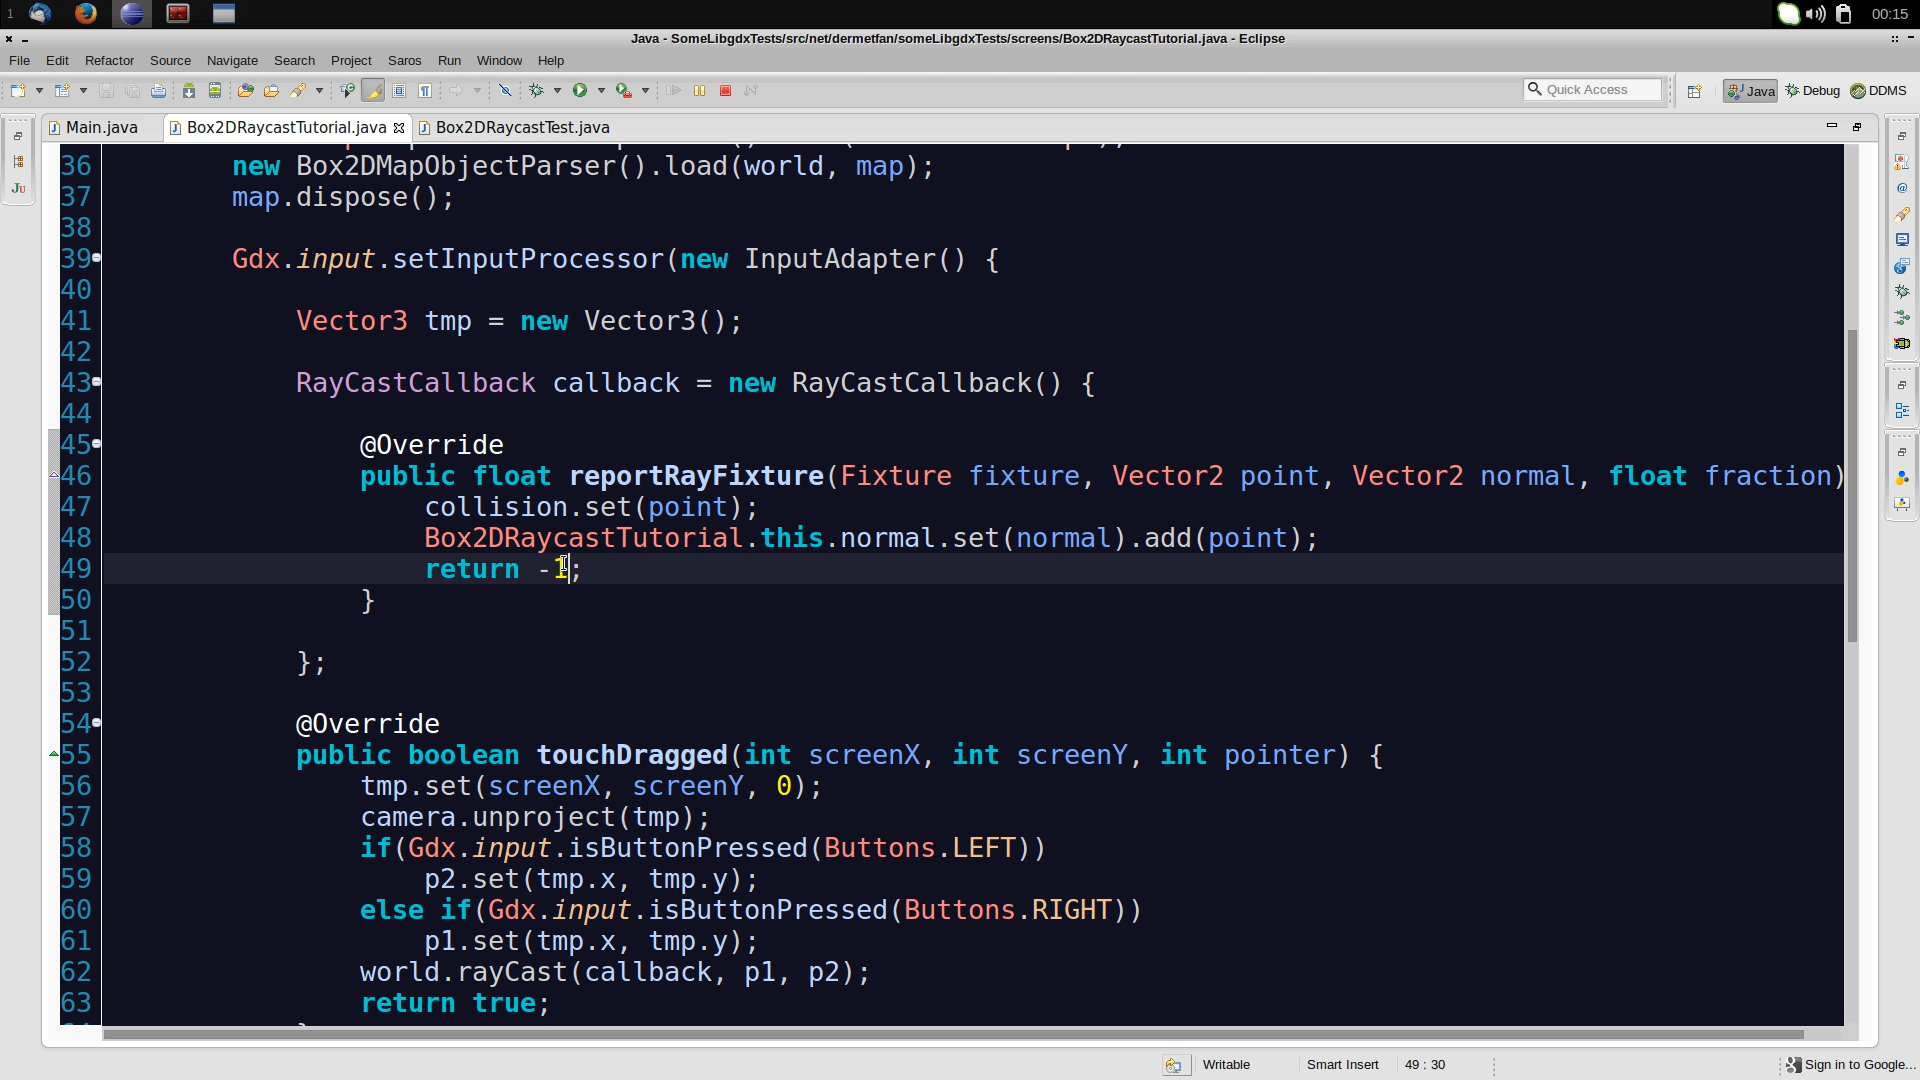 1 00:15
Java - SomeLibgdxTests/src/net/dermetfan/someLibgdxTests/screens/Box2DRaycastTutorial.java - Eclipse
File Edit Refactor Source Navigate Search Project Saros Run Window Help
Quick Access Java Debug DDMS
Main.java Box2DRaycastTutorial.java Box2DRaycastTest.java
36 new Box2DMapObjectParser().load(world, map);
37 map.dispose();
38
39 Gdx.input.setInputProcessor(new InputAdapter() {
40
41 Vector3 tmp = new Vector3();
42
43 RayCastCallback callback = new RayCastCallback() {
44
45 @Override
46 public float reportRayFixture(Fixture fixture, Vector2 point, Vector2 normal, float fraction)
47 collision.set(point);
48 Box2DRaycastTutorial.this.normal.set(normal).add(point);
49 return -1;
50 }
51
52 };
53
54 @Override
55 public boolean touchDragged(int screenX, int screenY, int pointer) {
56 tmp.set(screenX, screenY, 0);
57 camera.unproject(tmp);
58 if(Gdx.input.isButtonPressed(Buttons.LEFT))
59 p2.set(tmp.x, tmp.y);
60 else if(Gdx.input.isButtonPressed(Buttons.RIGHT))
61 p1.set(tmp.x, tmp.y);
62 world.rayCast(callback, p1, p2);
63 return true;
Writable Smart Insert 49 : 30 Sign in to Google...